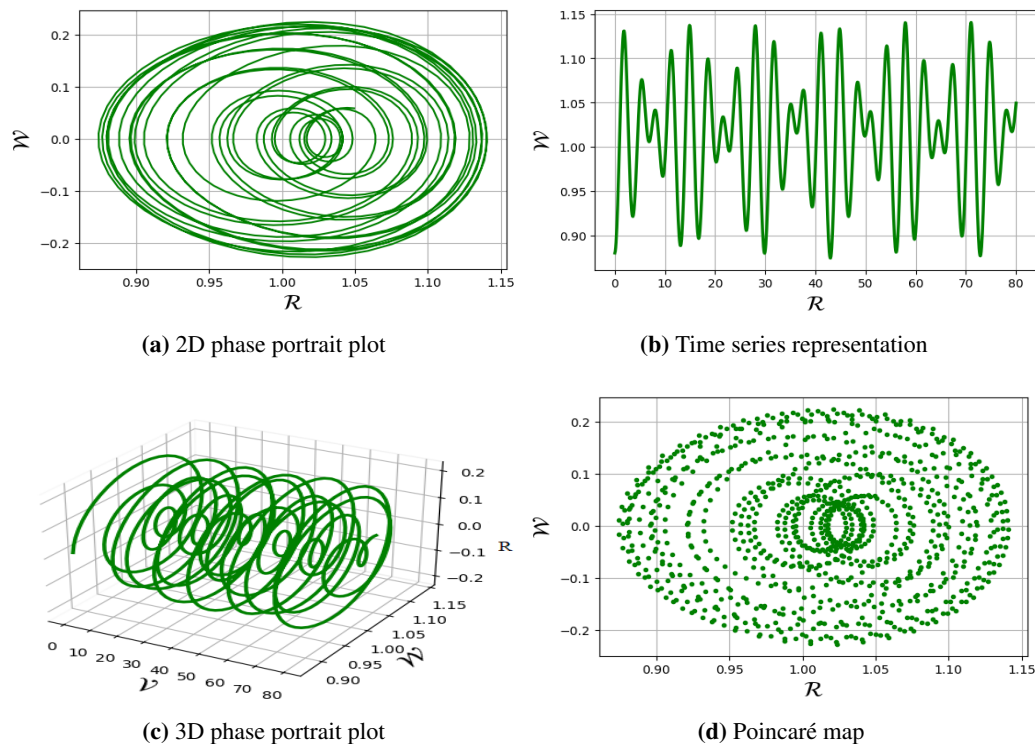 0.2
0.1
0.0
−0.1
−0.2
𝒲
0.90 0.95 1.00 1.05 1.10 1.15
ℛ
(a) 2D phase portrait plot
1.15
1.10
1.05
1.00
0.95
0.90
𝒲
0 10 20 30 40 50 60 70 80
ℛ
(b) Time series representation
0.2
0.1
0.0
−0.1
−0.2
R
1.15
1.10
1.05
1.00
0.95
0.90
𝒲
0 10 20 30 40 50 60 70 80
𝒱
(c) 3D phase portrait plot
0.2
0.1
0.0
−0.1
−0.2
𝒲
0.90 0.95 1.00 1.05 1.10 1.15
ℛ
(d) Poincaré map